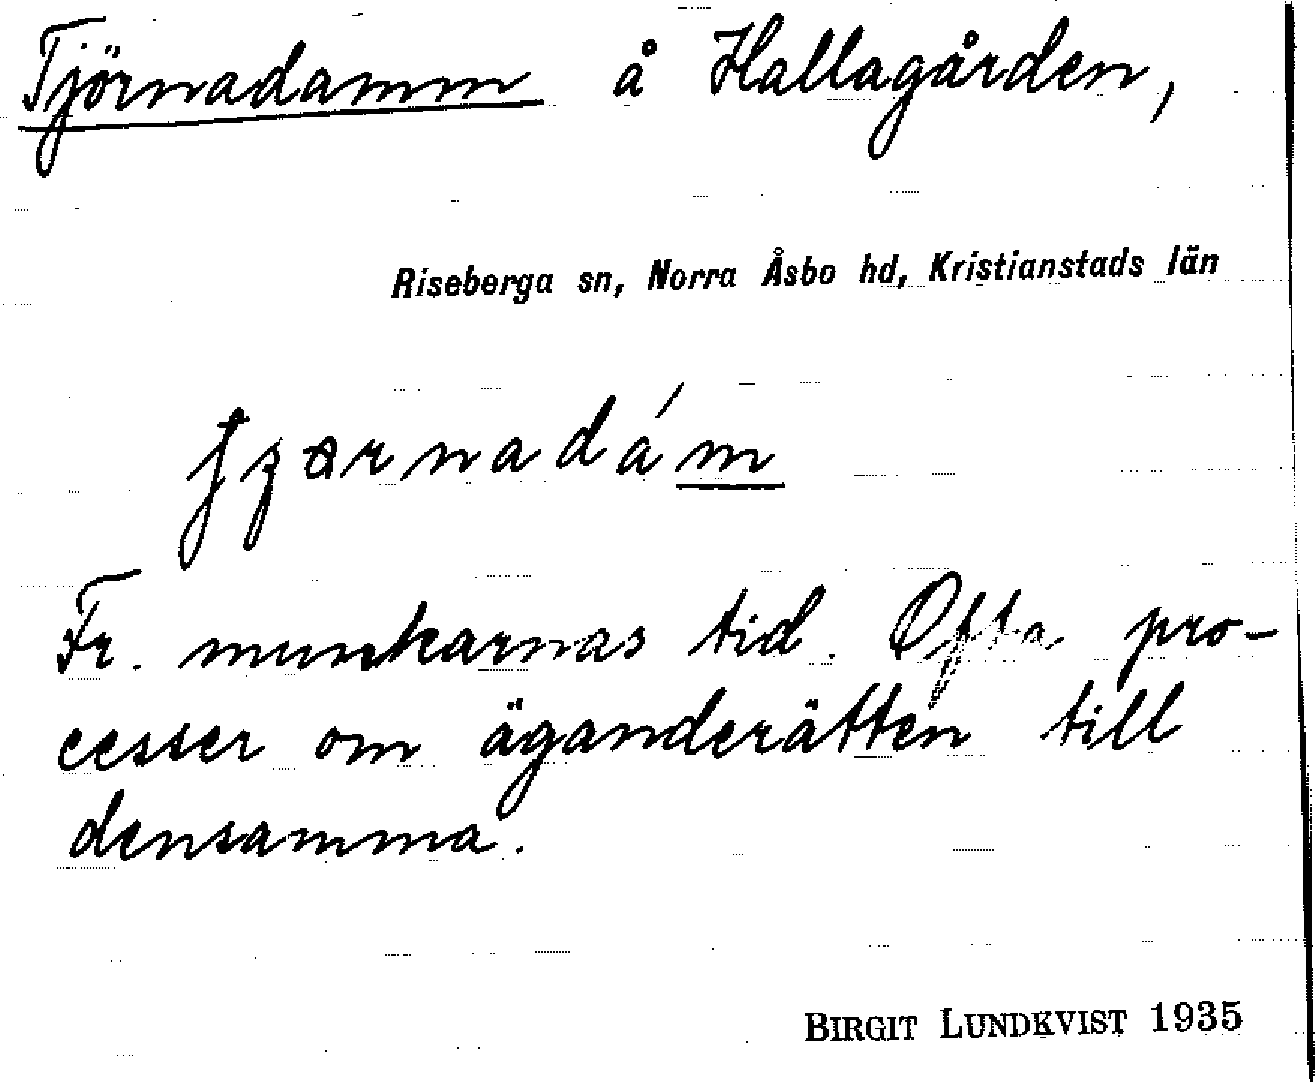 Tjörnadamm å Hallagården,
Riseberga sn, Norra Åsbo hd, Kristianstads län
Fr. munkarnas tid. Ofta pro-
cesser om äganderätten till
densamma.
BIRGIT LUNDKVIST 1935